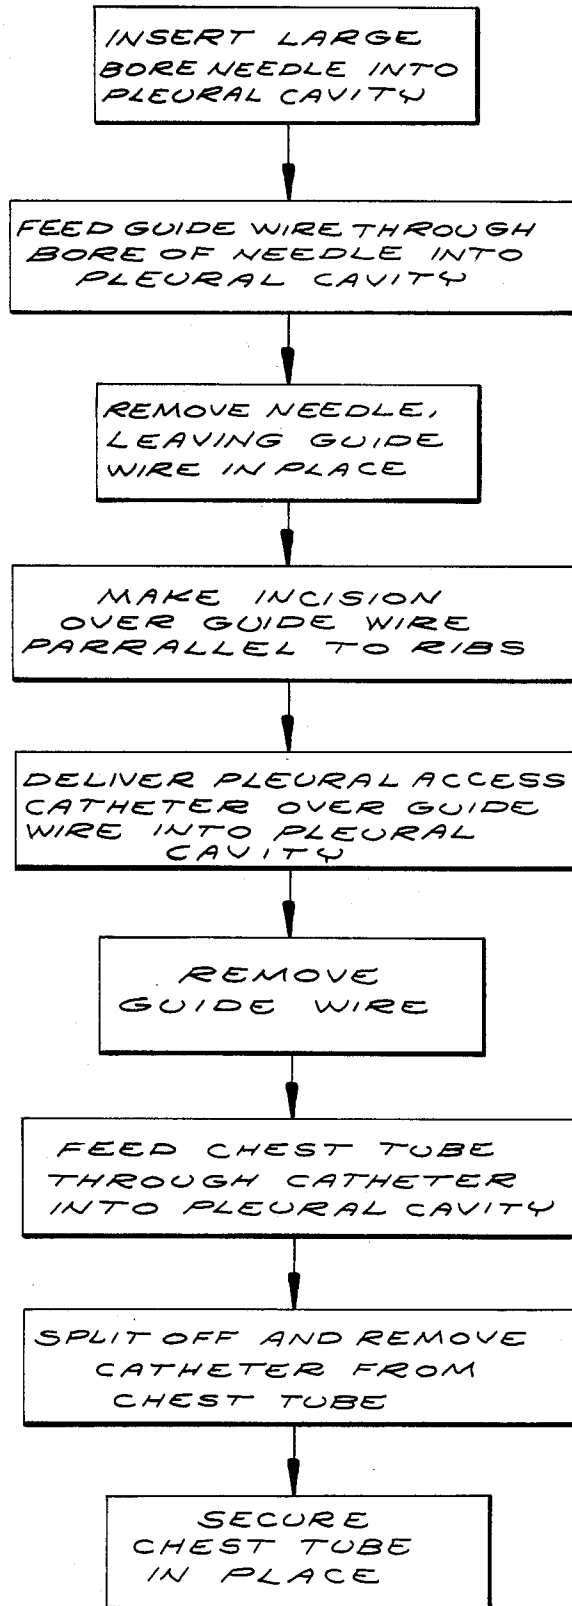 INSERT LARGE
BORE NEEDLE INTO
PLEURAL CAVITY
FEED GUIDE WIRE THROUGH
BORE OF NEEDLE INTO
PLEURAL CAVITY
REMOVE NEEDLE,
LEAVING GUIDE
WIRE IN PLACE
MAKE INCISION
OVER GUIDE WIRE
PARRALLEL TO RIBS
DELIVER PLEURAL ACCESS
CATHETER OVER GUIDE
WIRE INTO PLEURAL
CAVITY
REMOVE
GUIDE WIRE
FEED CHEST TUBE
THROUGH CATHETER
INTO PLEURAL CAVITY
SPLIT OFF AND REMOVE
CATHETER FROM
CHEST TUBE
SECURE
CHEST TUBE
IN PLACE